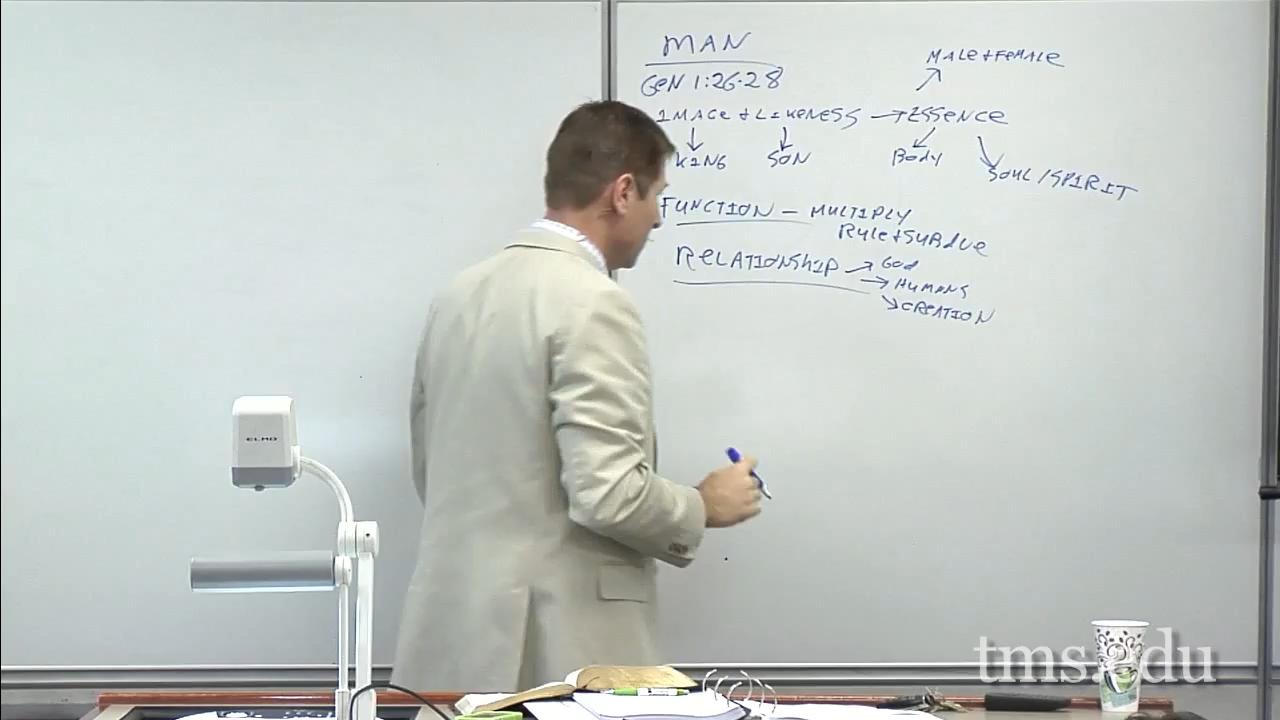 MAN
GEN 1:26-28
MALE + FEMALE
IMAGE + LIKENESS → ESSENCE
KING SON BODY SOUL/SPIRIT
FUNCTION - MULTIPLY
RULE + SUBDUE
RELATIONSHIP → GOD
→ HUMANS
↘ CREATION
ELMO
tms.edu